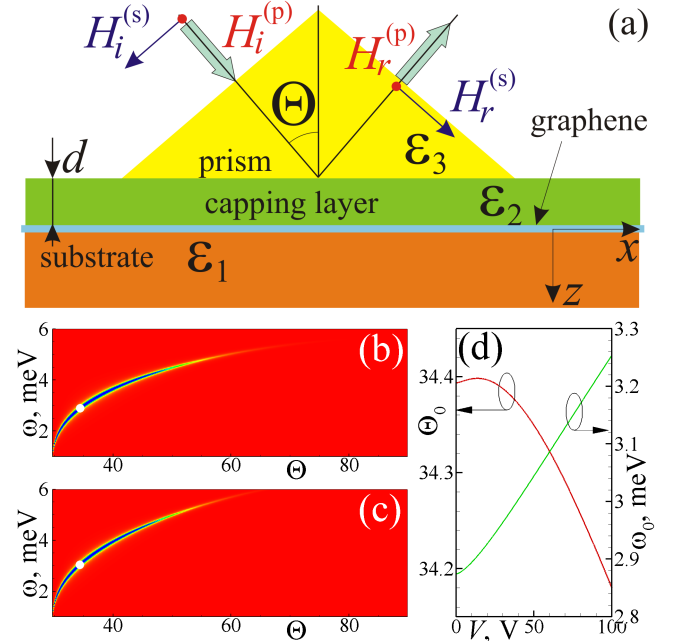 (a)
H_i^(s) H_i^(p) H_r^(p) H_r^(s)
Θ
graphene
d
prism ε₃
capping layer ε₂
substrate ε₁
x
z
(b)
ω, meV
6
4
2
40 60 80
Θ
(c)
ω, meV
6
4
2
40 60 80
Θ
(d)
Θ₀
34.4
34.3
34.2
3.3
3.2
3.1
3
2.9
2.8
ω₀, meV
0 50 100
V, V